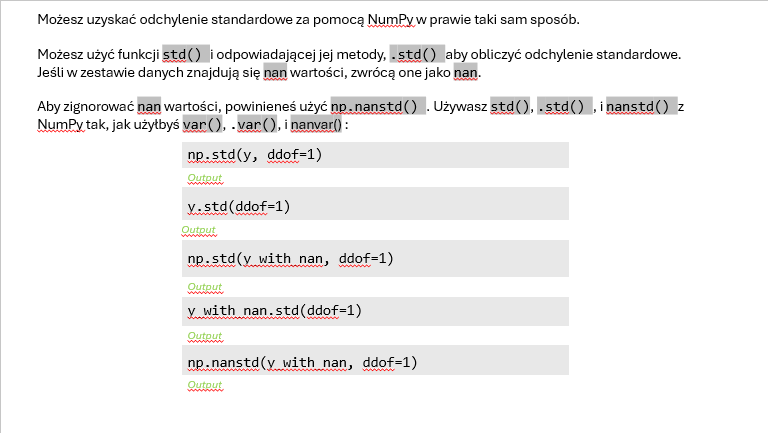 Możesz uzyskać odchylenie standardowe za pomocą NumPy w prawie taki sam sposób.
Możesz użyć funkcji std() i odpowiadającej jej metody, .std() aby obliczyć odchylenie standardowe.
Jeśli w zestawie danych znajdują się nan wartości, zwrócą one jako nan.
Aby zignorować nan wartości, powinieneś użyć np.nanstd() . Używasz std(), .std() , i nanstd() z
NumPy tak, jak użyłbyś var(), .var(), i nanvar() :
np.std(y, ddof=1)
Output
y.std(ddof=1)
Output
np.std(y_with_nan, ddof=1)
Output
y_with_nan.std(ddof=1)
Output
np.nanstd(y_with_nan, ddof=1)
Output